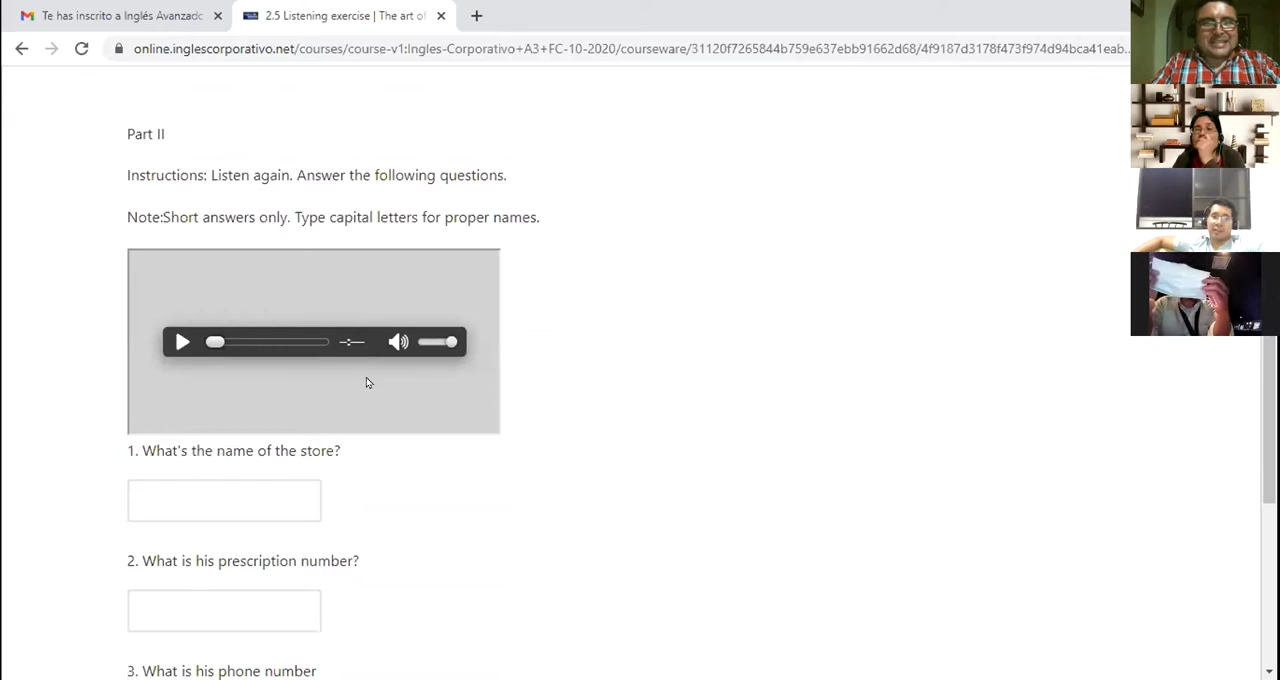 Te has inscrito a Inglés Avanzado
2.5 Listening exercise | The art of
online.inglescorporativo.net/courses/course-v1:Ingles-Corporativo+A3+FC-10-2020/courseware/31120f7265844b759e637ebb91662d68/4f9187d3178f473f974d94bca41eab...
Part II
Instructions: Listen again. Answer the following questions.
Note:Short answers only. Type capital letters for proper names.
1. What's the name of the store?
2. What is his prescription number?
3. What is his phone number